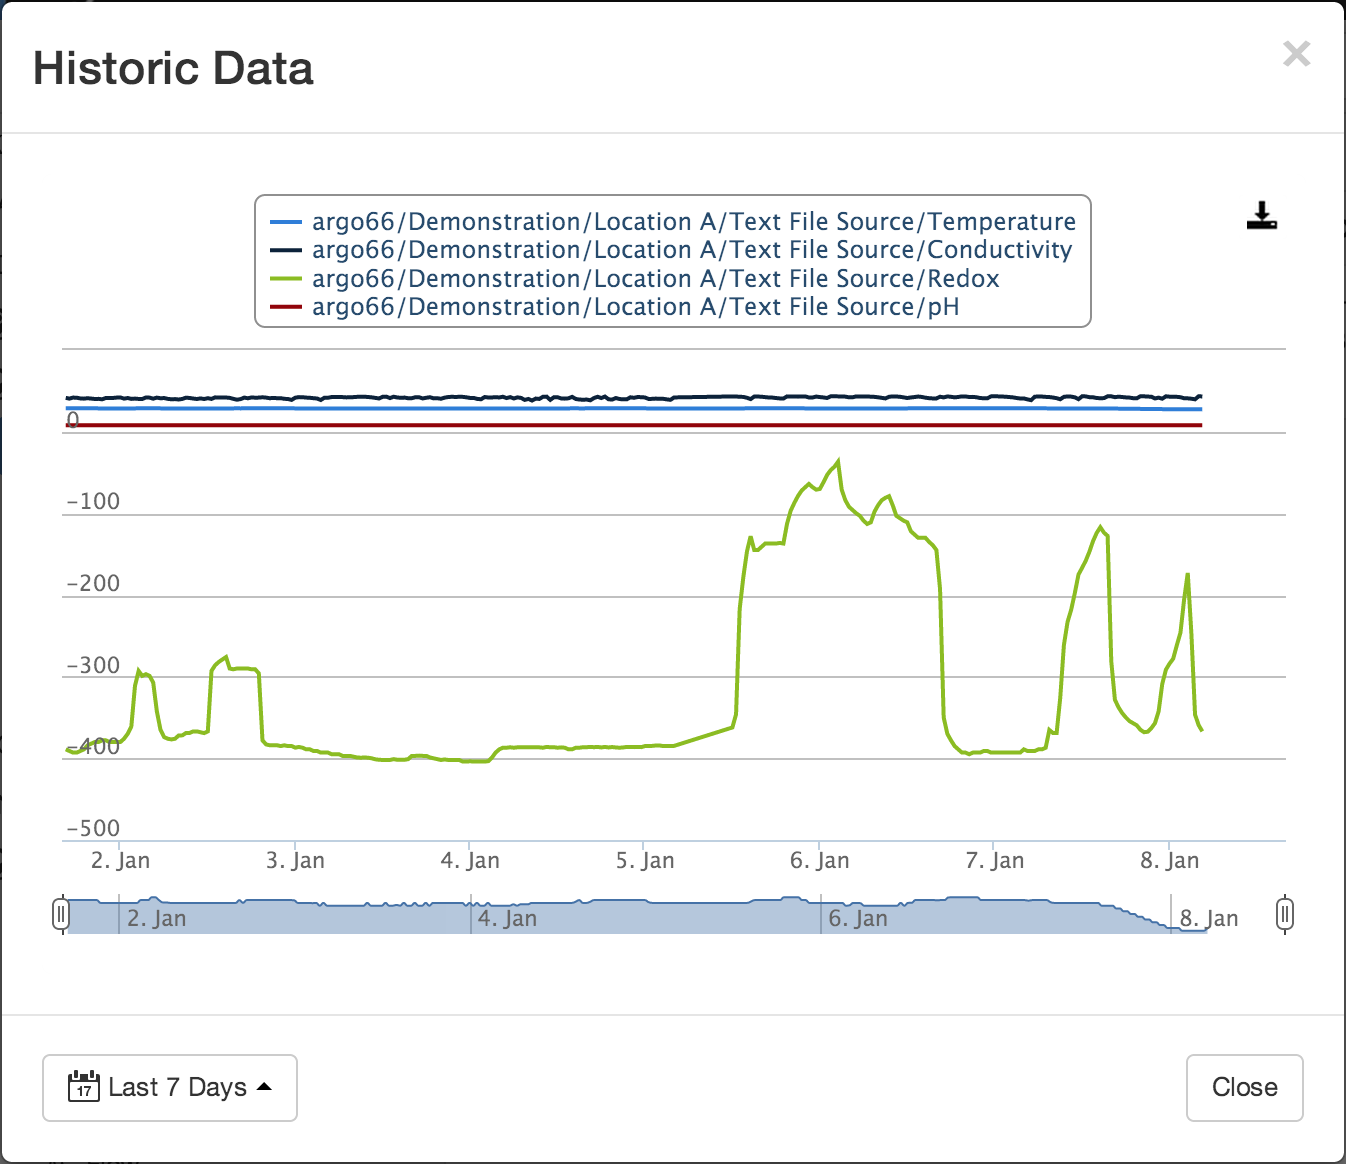 Historic Data
×
argo66/Demonstration/Location A/Text File Source/Temperature
argo66/Demonstration/Location A/Text File Source/Conductivity
argo66/Demonstration/Location A/Text File Source/Redox
argo66/Demonstration/Location A/Text File Source/pH
0
-100
-200
-300
-400
-500
2. Jan 3. Jan 4. Jan 5. Jan 6. Jan 7. Jan 8. Jan
2. Jan 4. Jan 6. Jan 8. Jan
17 Last 7 Days
Close